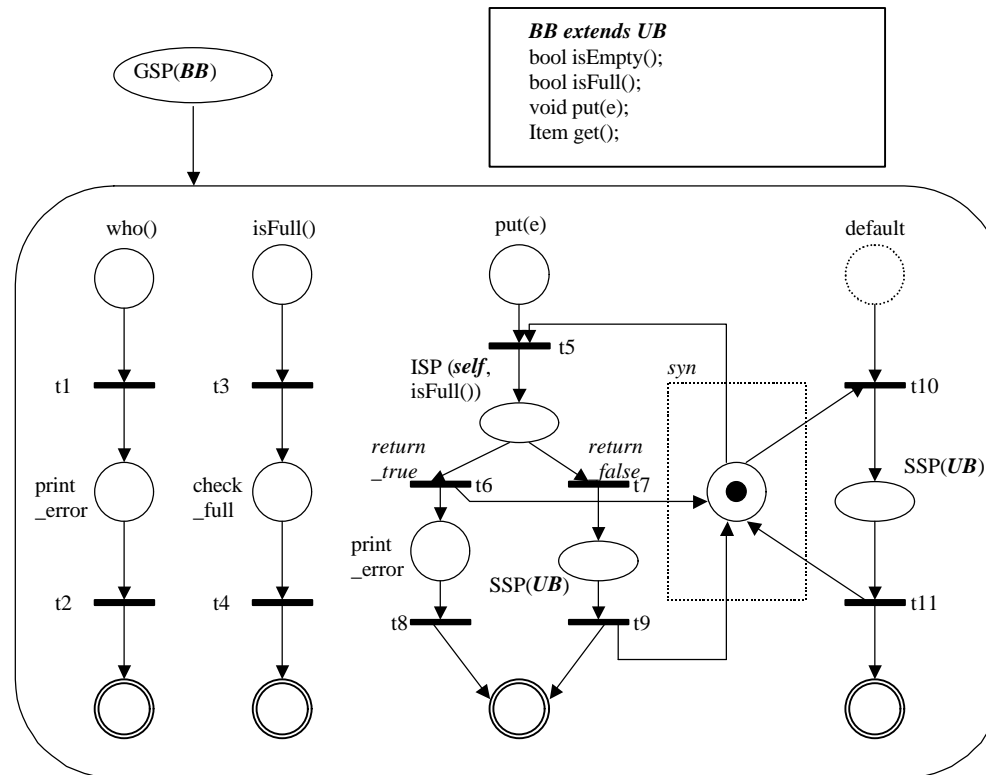 BB extends UB
bool isEmpty();
bool isFull();
void put(e);
Item get();
GSP(BB)
who()
isFull()
put(e)
default
t5
ISP (self,
isFull())
syn
t1
t3
t10
return
_true
return
_false
t6
t7
SSP(UB)
print
_error
check
_full
print
_error
SSP(UB)
t2
t4
t8
t9
t11